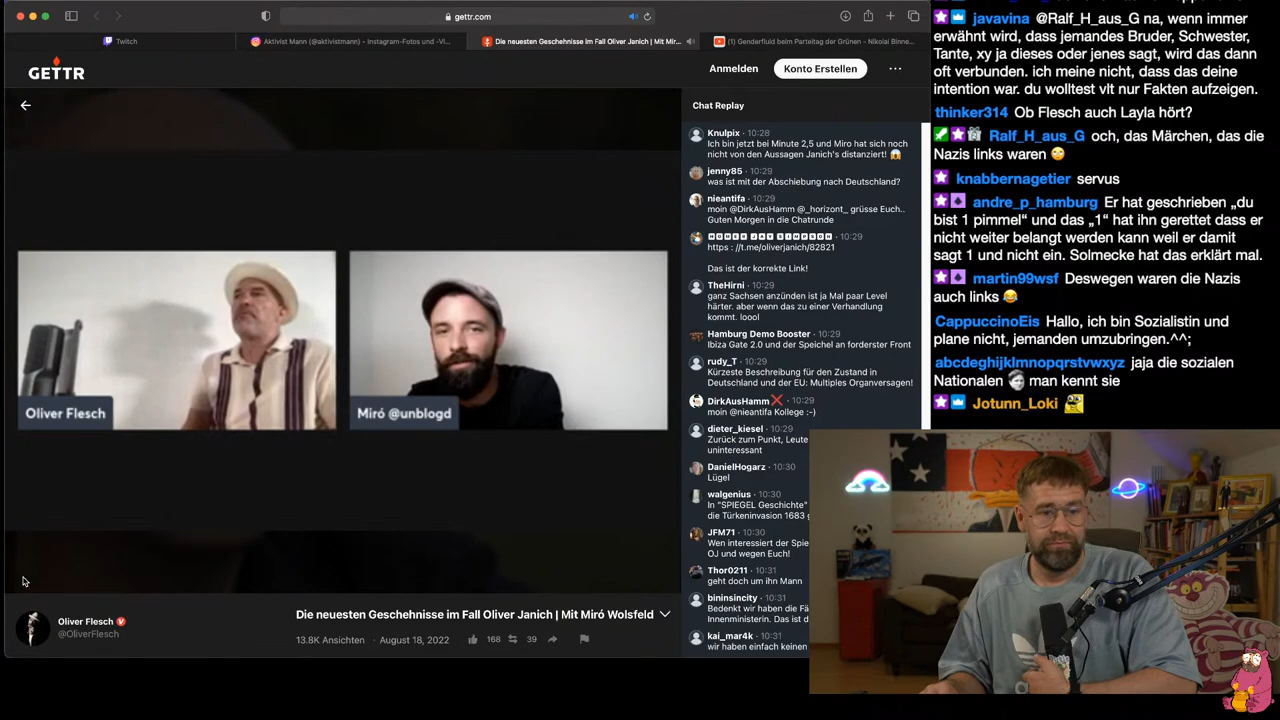 gettr.com
Twitch
Aktivist Mann (@aktivistmann) • Instagram-Fotos und -Vi...
Die neuesten Geschehnisse im Fall Oliver Janich | Mit Mir...
(1) Genderfluid beim Parteitag der Grünen - Nikolai Binne...
GETTR
Anmelden
Konto Erstellen
Chat Replay
Knulpix 10:28
Ich bin jetzt bei Minute 2,5 und Miro hat sich noch
nicht von den Aussagen Janich's distanziert! 😱
jenny85 10:29
was ist mit der Abschiebung nach Deutschland?
nieantifa 10:29
moin @DirkAusHamm @_horizont_ grüsse Euch..
Guten Morgen in die Chatrunde
🅷🅾🅼🅴🆁 🅹🅰🆈 🆂🅸🅼🅿🆂🅾🅽 10:29
https : //t.me/oliverjanich/82821
Das ist der korrekte Link!
TheHirni 10:29
ganz Sachsen anzünden ist ja Mal paar Level
härter. aber wenn das zu einer Verhandlung
kommt. loool
Hamburg Demo Booster 10:29
Ibiza Gate 2.0 und der Speichel an forderster Front
rudy_T 10:29
Kürzeste Beschreibung für den Zustand in
Deutschland und der EU: Multiples Organversagen!
DirkAusHamm❌ 10:29
moin @nieantifa Kollege :-)
dieter_kiesel 10:29
Zurück zum Punkt, Leute
uninteressant
DanielHogarz 10:30
Lügel
walgenius 10:30
In "SPIEGEL Geschichte"
die Türkeninvasion 1683
JFM71 10:30
Wen interessiert der Spie
OJ und wegen Euch!
Thor0211 10:31
geht doch um ihn Mann
bininsincity 10:31
Bedenkt wir haben die Fä
Innenministerin. Das ist d
kai_mar4k 10:31
wir haben einfach keinen
Oliver Flesch
Miró @unblogd
Oliver Flesch
@OliverFlesch
Die neuesten Geschehnisse im Fall Oliver Janich | Mit Miró Wolsfeld
13.8K Ansichten • August 18, 2022
168
39
javavina @Ralf_H_aus_G na, wenn immer
erwähnt wird, dass jemandes Bruder, Schwester,
Tante, xy ja dieses oder jenes sagt, wird das dann
oft verbunden. ich meine nicht, dass das deine
intention war. du wolltest vlt nur Fakten aufzeigen.
thinker314 Ob Flesch auch Layla hört?
Ralf_H_aus_G och, das Märchen, das die
Nazis links waren 🙄
knabbernagetier servus
andre_p_hamburg Er hat geschrieben „du
bist 1 pimmel“ und das „1“ hat ihn gerettet dass er
nicht weiter belangt werden kann weil er damit
sagt 1 und nicht ein. Solmecke hat das erklärt mal.
martin99wsf Deswegen waren die Nazis
auch links 😂
CappuccinoEis Hallo, ich bin Sozialistin und
plane nicht, jemanden umzubringen.^^;
abcdeghijklmnopqrstvwxyz jaja die sozialen
Nationalen man kennt sie
Jotunn_Loki